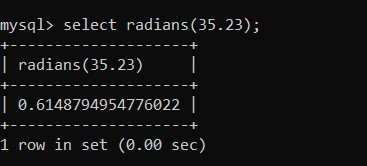 mysql> select radians(35.23);
+--------------------+
| radians(35.23)     |
+--------------------+
| 0.6148794954776022 |
+--------------------+
1 row in set (0.00 sec)